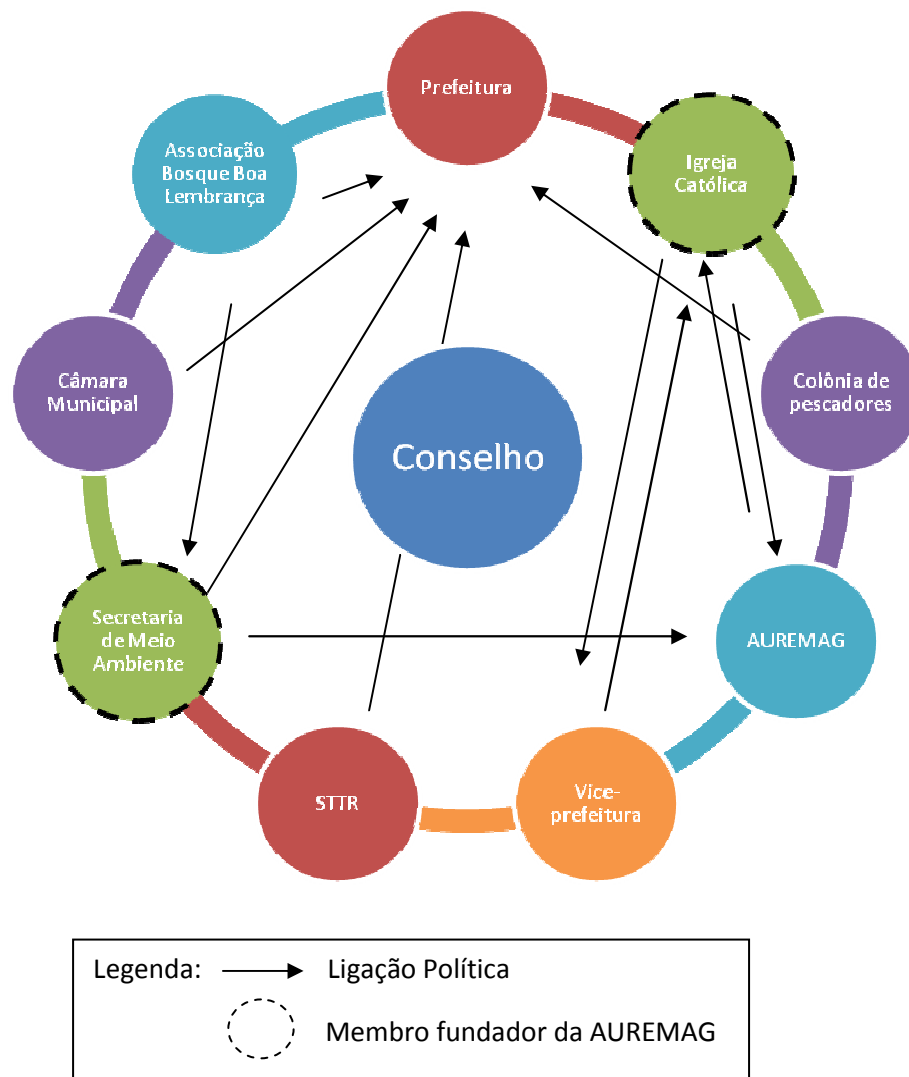 Prefeitura
Associação
Bosque Boa
Lembrança
Igreja
Católica
Câmara
Municipal
Conselho
Colônia de
pescadores
Secretaria
de Meio
Ambiente
AUREMAG
STTR
Vice-
prefeitura
Legenda:
Ligação Política
Membro fundador da AUREMAG